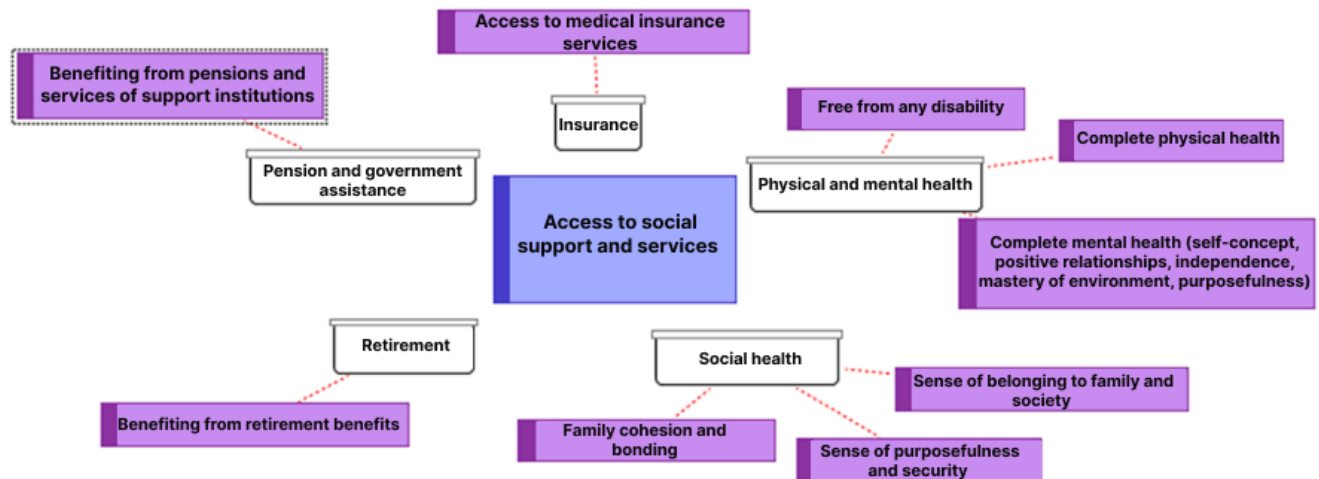 Access to medical insurance
services
Benefiting from pensions and
services of support institutions
Insurance
Free from any disability
Complete physical health
Pension and government
assistance
Physical and mental health
Access to social
support and services
Complete mental health (self-concept,
positive relationships, independence,
mastery of environment, purposefulness)
Retirement
Social health
Sense of belonging to family and
society
Benefiting from retirement benefits
Family cohesion and
bonding
Sense of purposefulness
and security